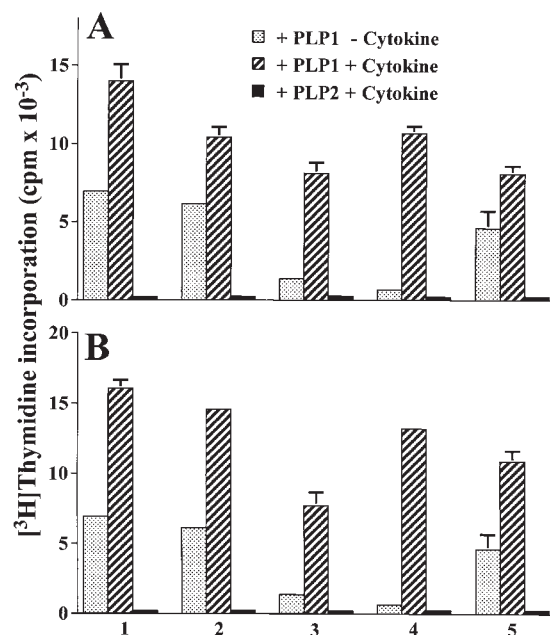 A
+ PLP1 - Cytokine
+ PLP1 + Cytokine
+ PLP2 + Cytokine
15
10
5
0
[³H]Thymidine incorporation (cpm x 10⁻³)
B
20
15
10
5
0
1 2 3 4 5